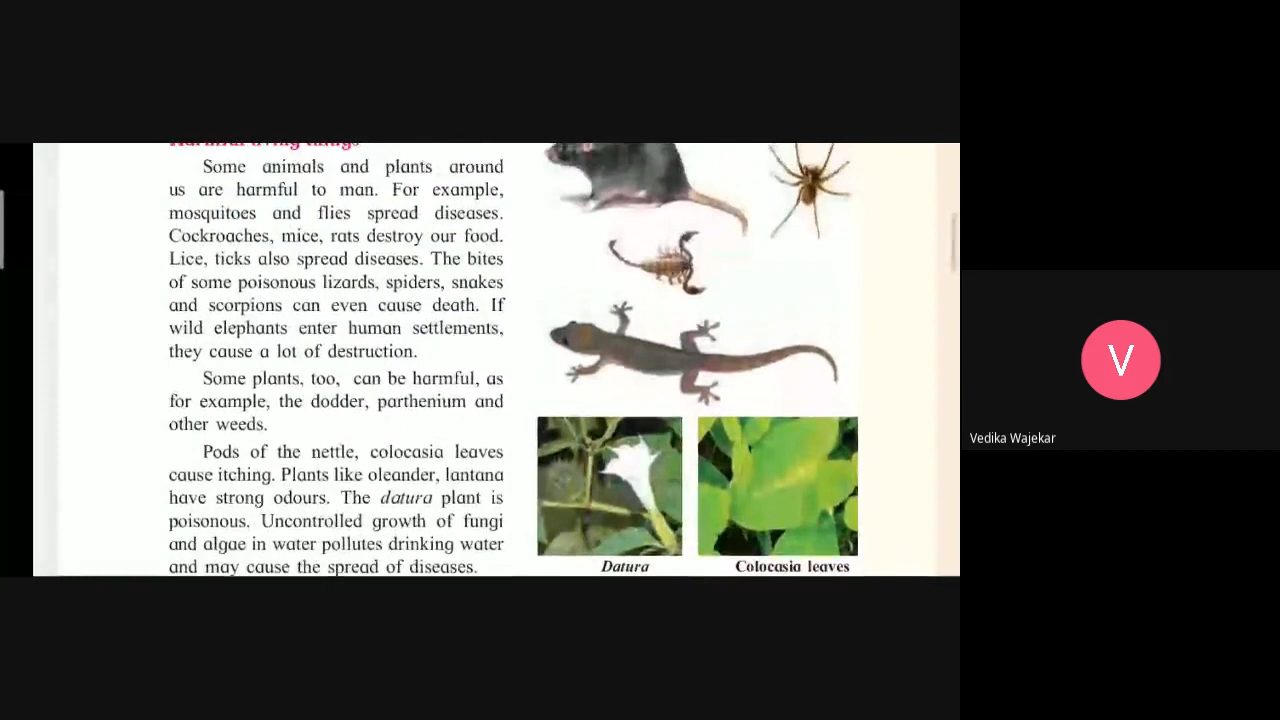 Harmful living things
Some animals and plants around
us are harmful to man. For example,
mosquitoes and flies spread diseases.
Cockroaches, mice, rats destroy our food.
Lice, ticks also spread diseases. The bites
of some poisonous lizards, spiders, snakes
and scorpions can even cause death. If
wild elephants enter human settlements,
they cause a lot of destruction.
Some plants, too, can be harmful, as
for example, the dodder, parthenium and
other weeds.
Pods of the nettle, colocasia leaves
cause itching. Plants like oleander, lantana
have strong odours. The datura plant is
poisonous. Uncontrolled growth of fungi
and algae in water pollutes drinking water
and may cause the spread of diseases.
Datura
Colocasia leaves
V
Vedika Wajekar